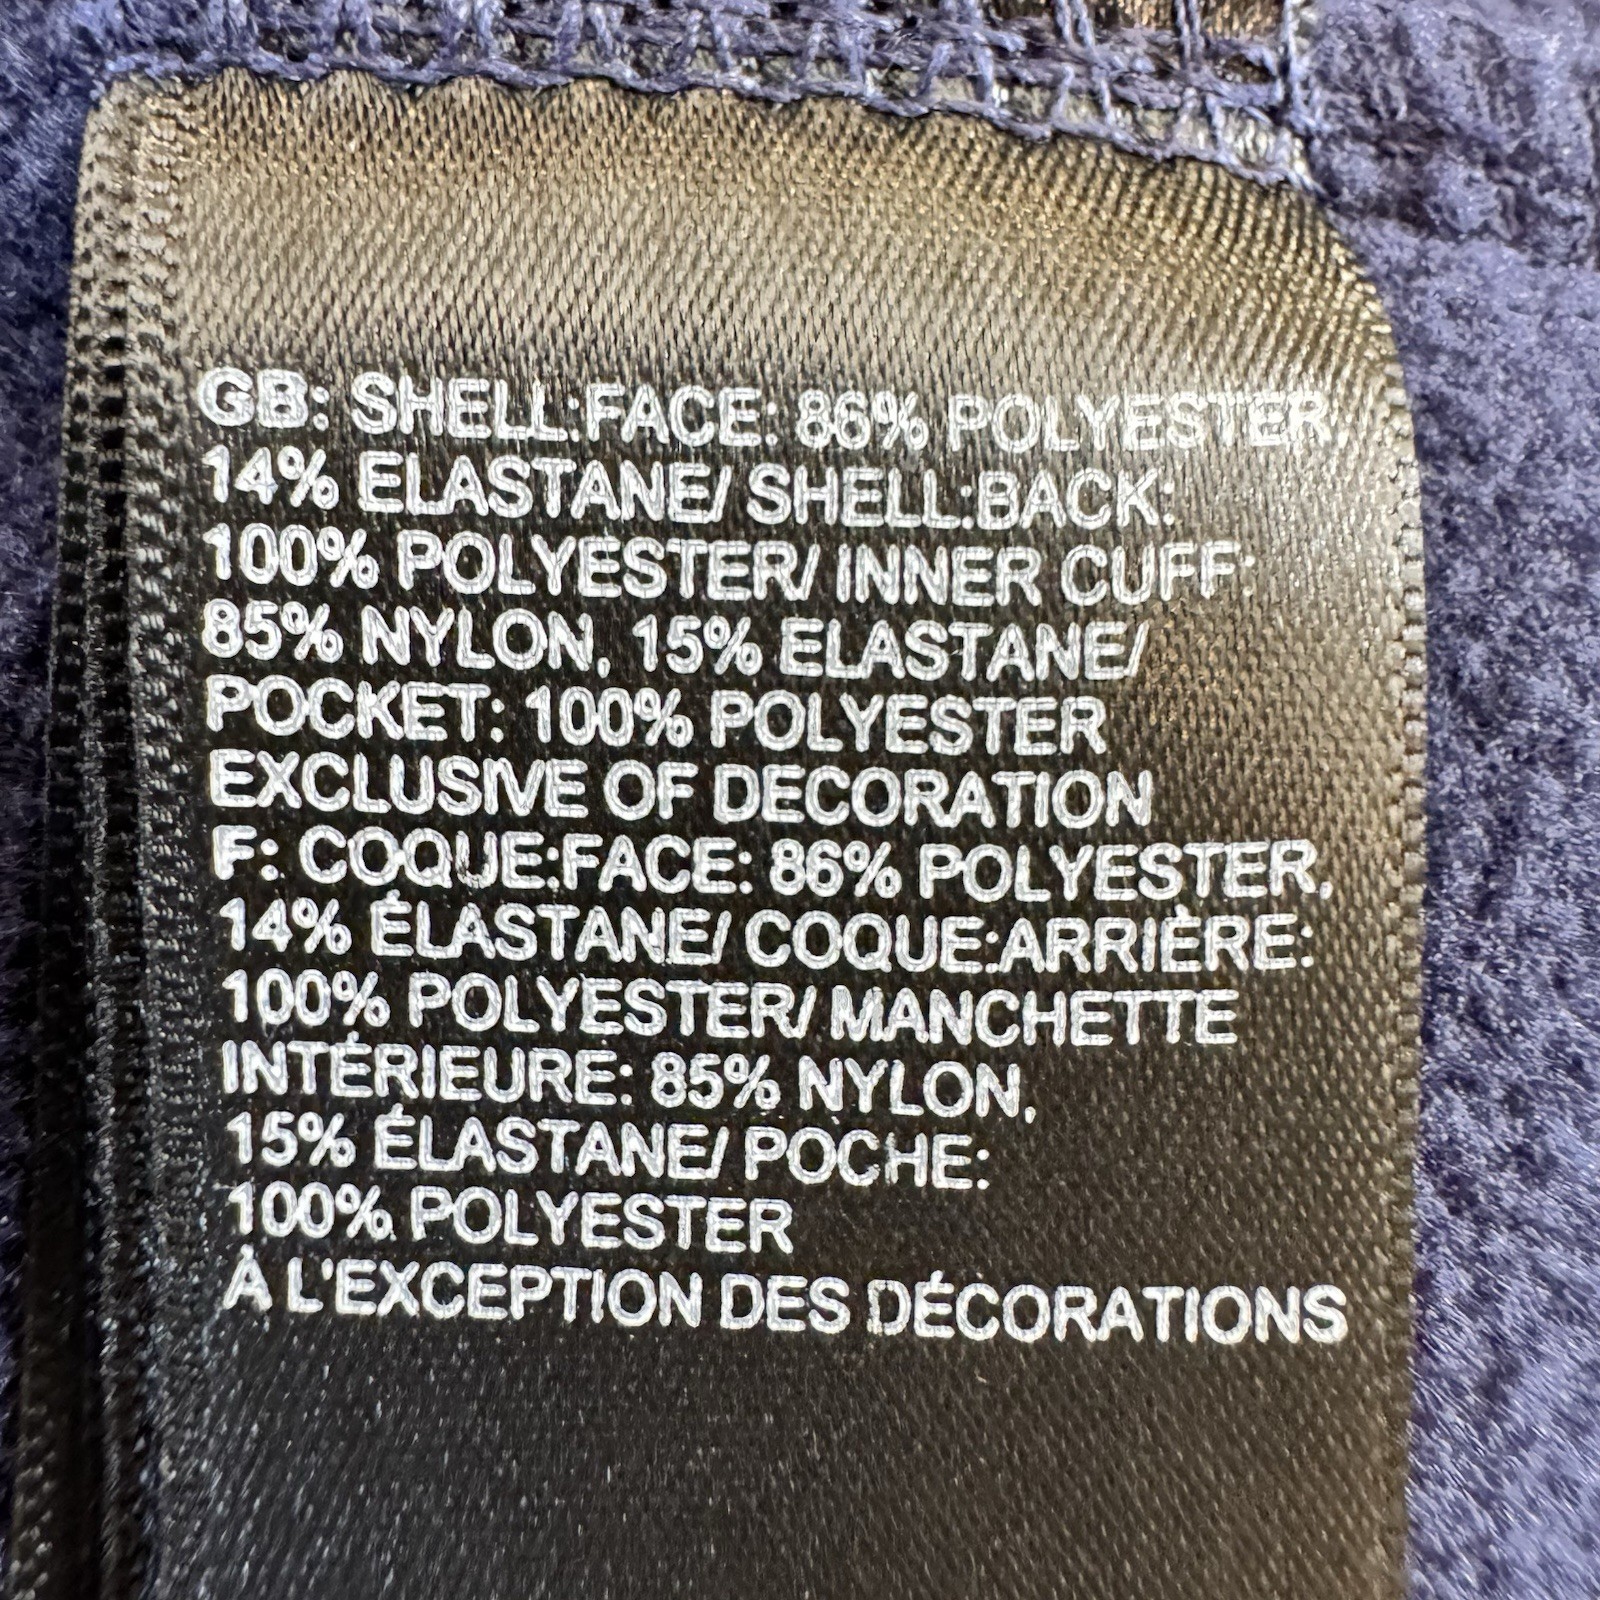 GB: SHELL:FACE: 86% POLYESTER,
14% ELASTANE/ SHELL:BACK:
100% POLYESTER/ INNER CUFF:
85% NYLON, 15% ELASTANE/
POCKET: 100% POLYESTER
EXCLUSIVE OF DECORATION
F: COQUE:FACE: 86% POLYESTER,
14% ÉLASTANE/ COQUE:ARRIÈRE:
100% POLYESTER/ MANCHETTE
INTÉRIEURE: 85% NYLON,
15% ÉLASTANE/ POCHE:
100% POLYESTER
À L'EXCEPTION DES DÉCORATIONS